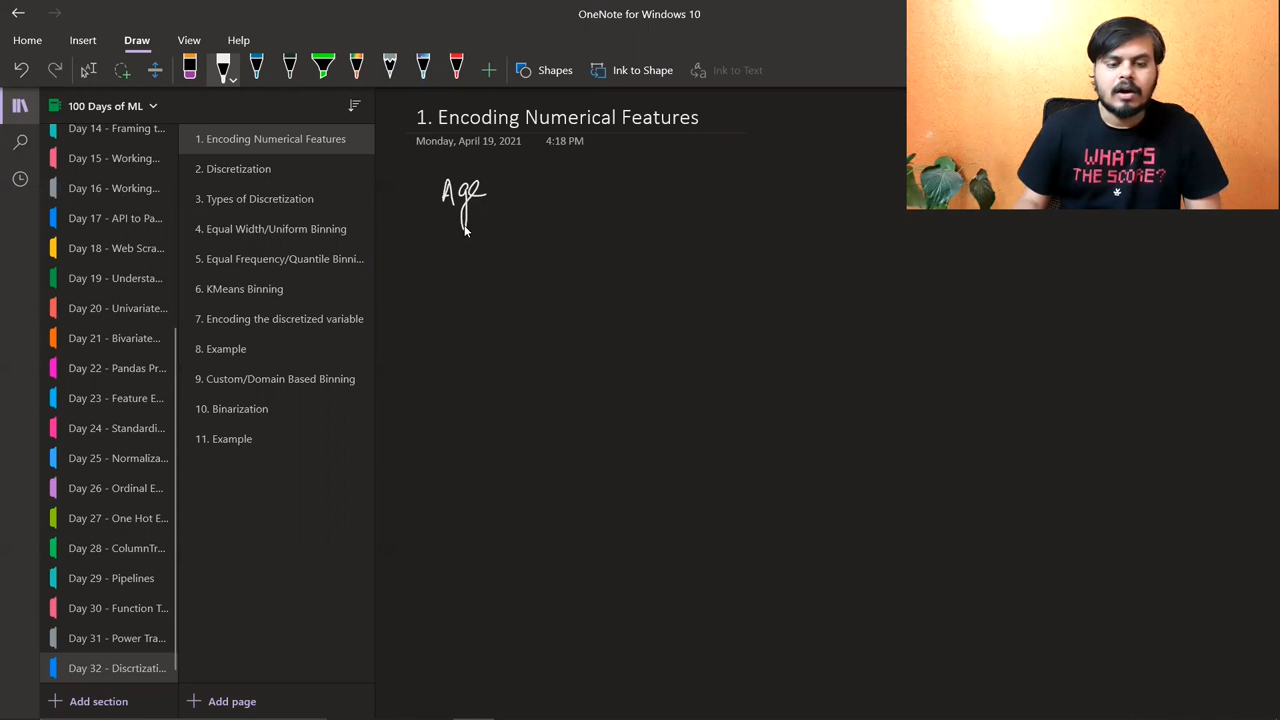 OneNote for Windows 10
Home Insert Draw View Help
Shapes Ink to Shape Ink to Text
100 Days of ML
Day 14 - Framing t...
Day 15 - Working...
Day 16 - Working...
Day 17 - API to Pa...
Day 18 - Web Scra...
Day 19 - Understa...
Day 20 - Univariate...
Day 21 - Bivariate...
Day 22 - Pandas Pr...
Day 23 - Feature E...
Day 24 - Standardi...
Day 25 - Normaliza...
Day 26 - Ordinal E...
Day 27 - One Hot E...
Day 28 - ColumnTr...
Day 29 - Pipelines
Day 30 - Function T...
Day 31 - Power Tra...
Day 32 - Discrtizati...
Add section
1. Encoding Numerical Features
2. Discretization
3. Types of Discretization
4. Equal Width/Uniform Binning
5. Equal Frequency/Quantile Binni...
6. KMeans Binning
7. Encoding the discretized variable
8. Example
9. Custom/Domain Based Binning
10. Binarization
11. Example
Add page
1. Encoding Numerical Features
Monday, April 19, 2021 4:18 PM
Age
WHAT'S
THE SCORE?